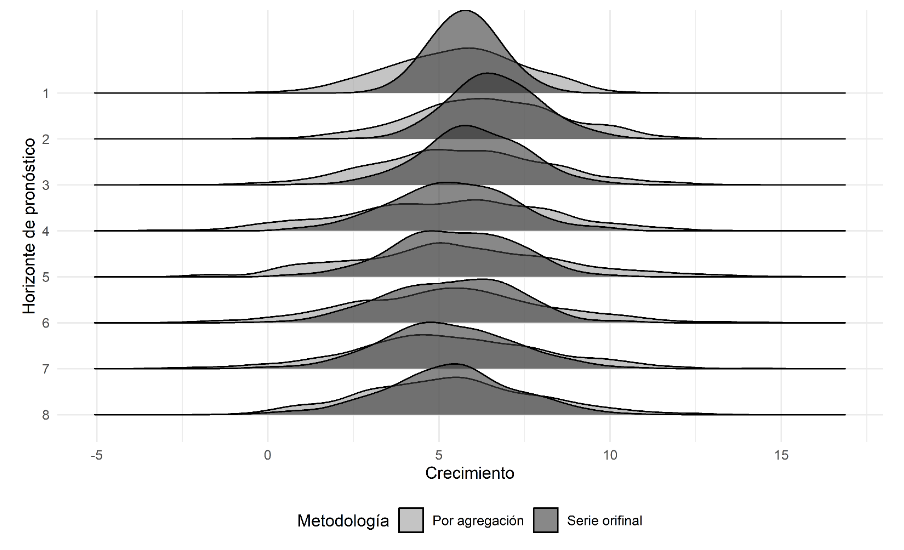 Horizonte de pronóstico
1
2
3
4
5
6
7
8
-5 0 5 10 15
Crecimiento
Metodología Por agregación Serie orifinal